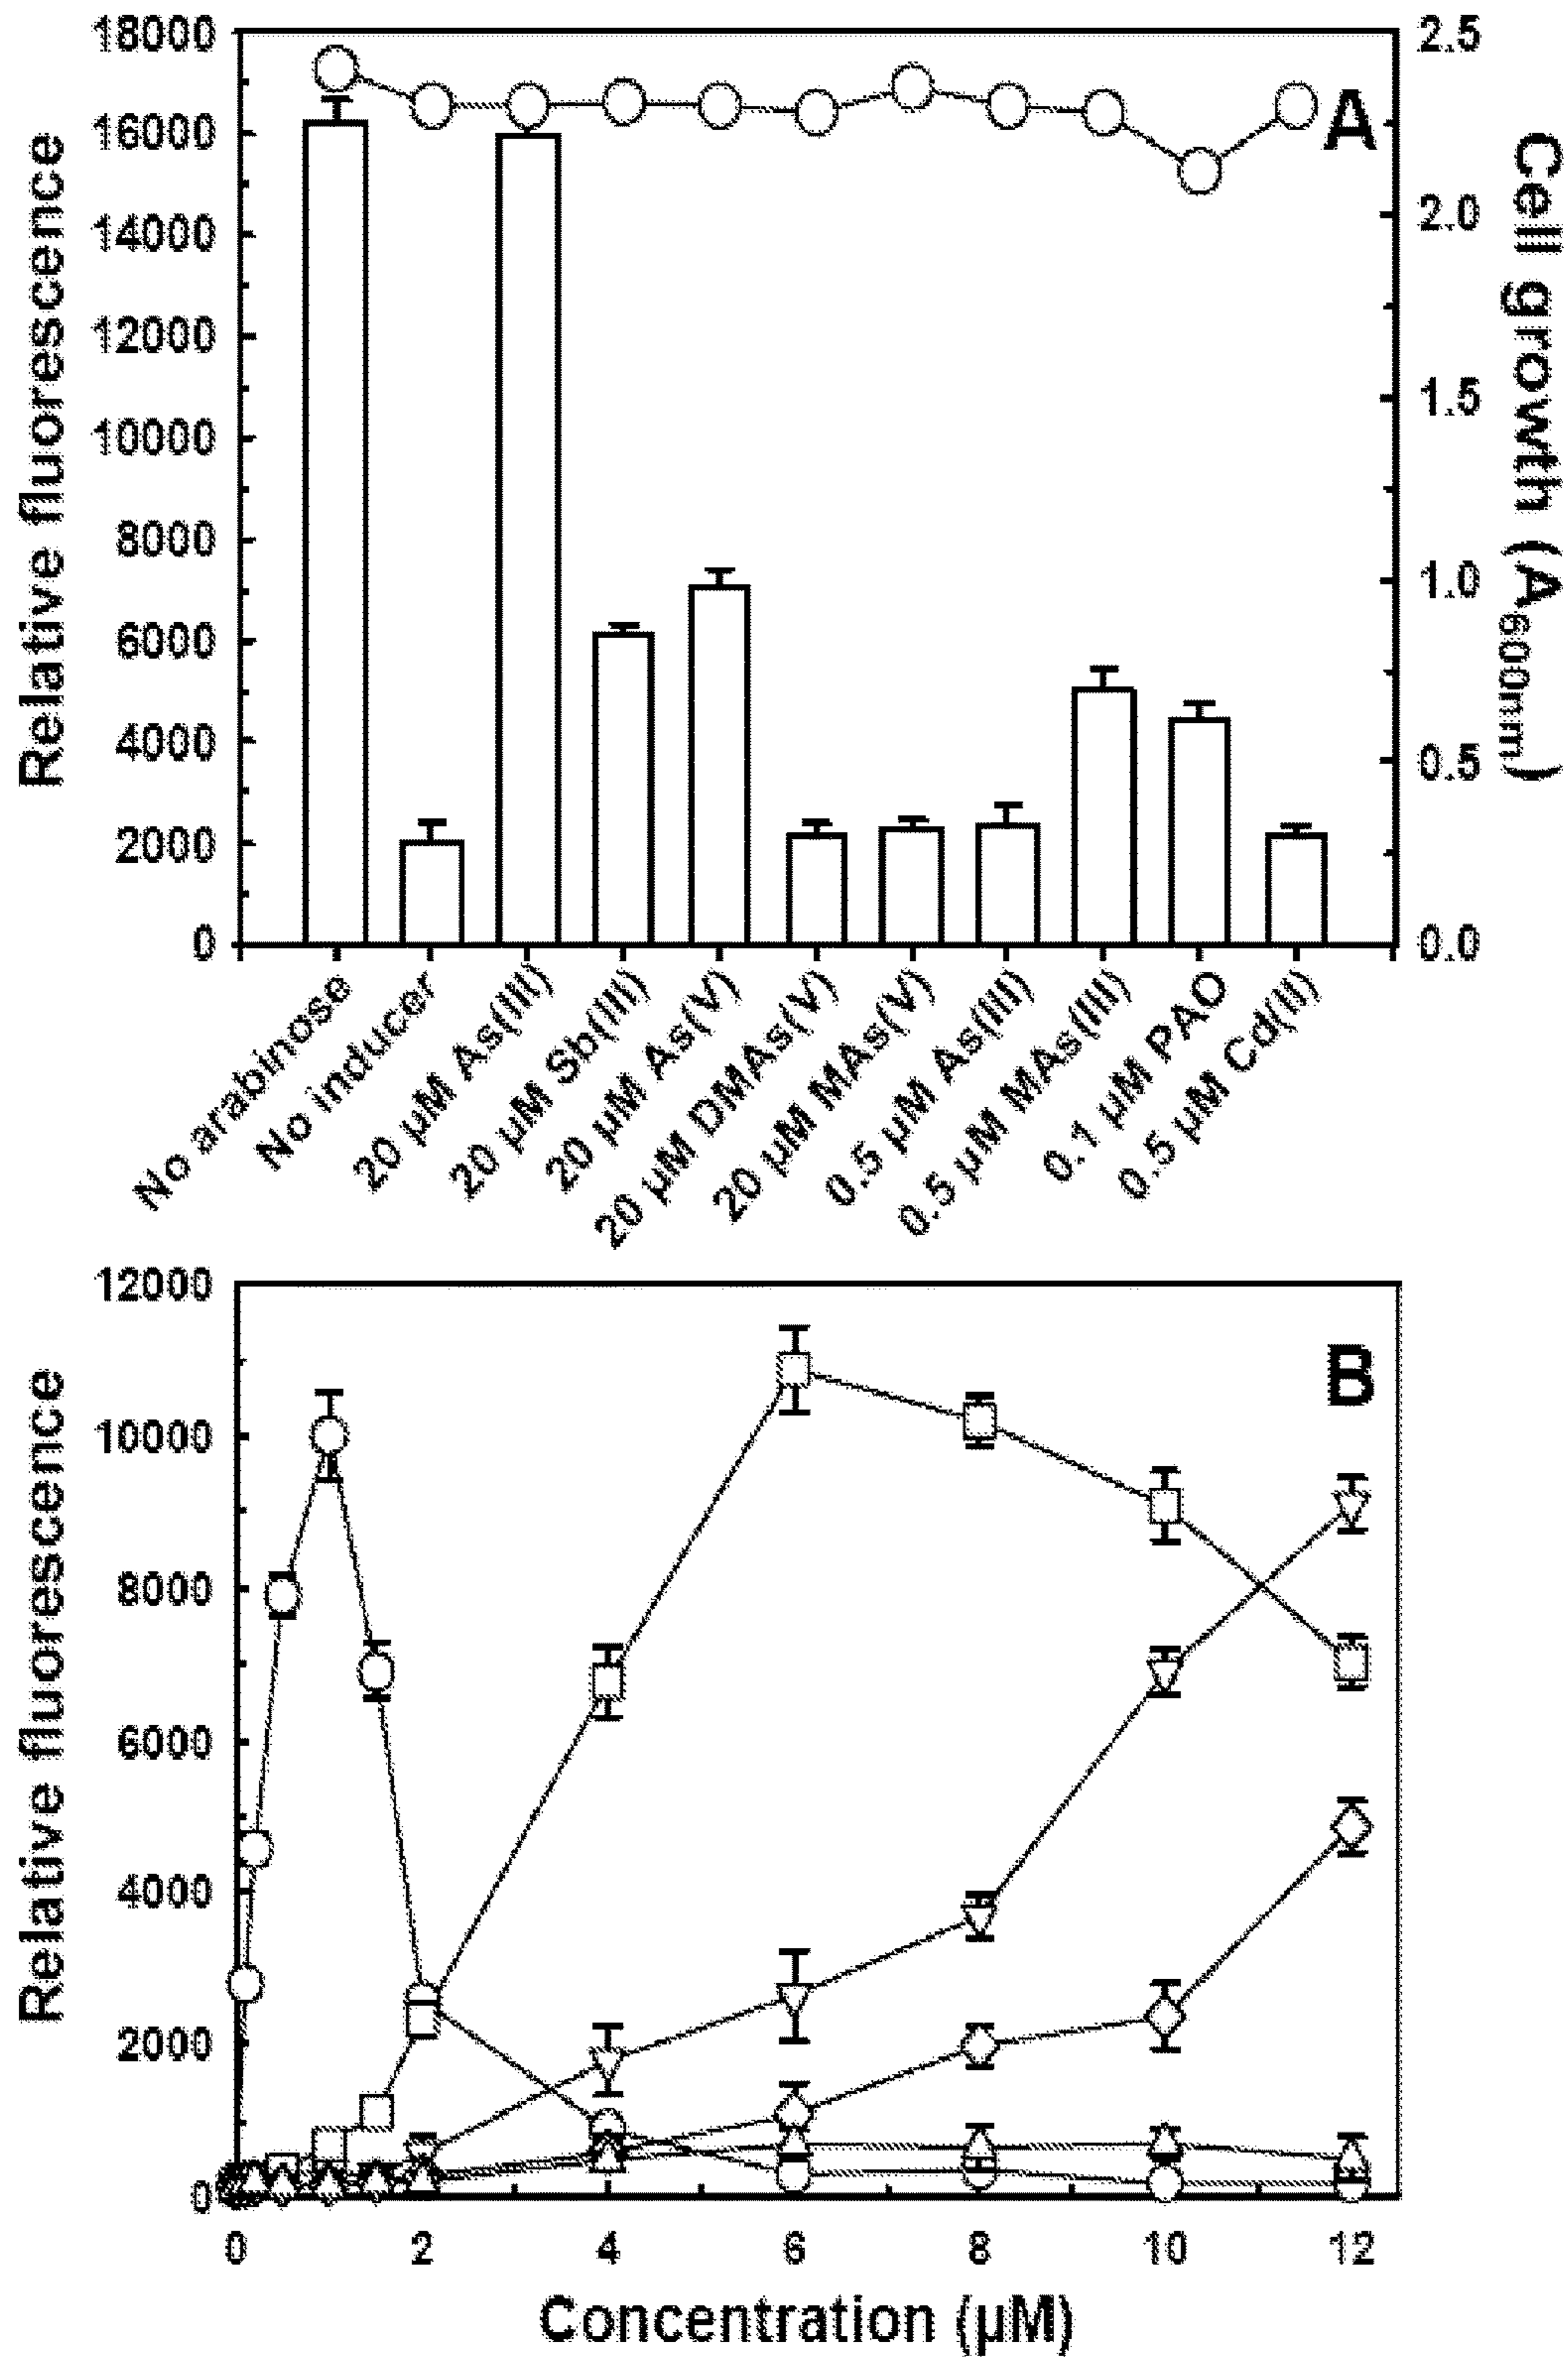 18000
16000
14000
12000
10000
8000
6000
4000
2000
0
Relative fluorescence
2.5
2.0
1.5
1.0
0.5
0.0
Cell growth (A600nm)
A
No arabinose
No inducer
20 µM As(III)
20 µM Sb(III)
20 µM As(V)
20 µM DMAs(V)
20 µM MAs(V)
0.5 µM As(III)
0.5 µM MAs(III)
0.1 µM PAO
0.5 µM Cd(II)
12000
10000
8000
6000
4000
2000
0
Relative fluorescence
B
0 2 4 6 8 10 12
Concentration (µM)